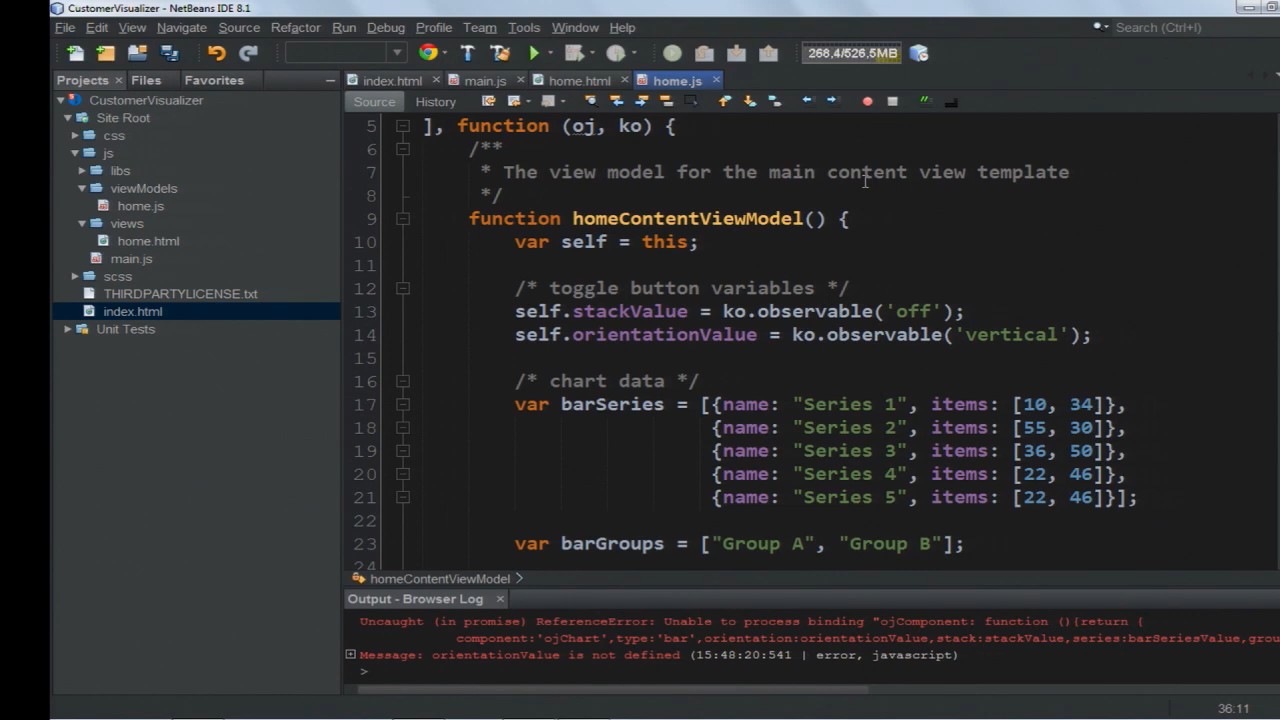 CustomerVisualizer - NetBeans IDE 8.1
File Edit View Navigate Source Refactor Run Debug Profile Team Tools Window Help
Search (Ctrl+I)
268,4/526,5MB
Projects Files Favorites
index.html main.js home.html home.js
CustomerVisualizer
Site Root
css
js
libs
viewModels
home.js
views
home.html
main.js
scss
THIRDPARTYLICENSE.txt
index.html
Unit Tests
Source History
5 ], function (oj, ko) {
6 /**
7 * The view model for the main content view template
8 */
9 function homeContentViewModel() {
10 var self = this;
11
12 /* toggle button variables */
13 self.stackValue = ko.observable('off');
14 self.orientationValue = ko.observable('vertical');
15
16 /* chart data */
17 var barSeries = [{name: "Series 1", items: [10, 34]},
18 {name: "Series 2", items: [55, 30]},
19 {name: "Series 3", items: [36, 50]},
20 {name: "Series 4", items: [22, 46]},
21 {name: "Series 5", items: [22, 46]}];
22
23 var barGroups = ["Group A", "Group B"];
24
homeContentViewModel
Output - Browser Log
Uncaught (in promise) ReferenceError: Unable to process binding "ojComponent: function (){return {
component:'ojChart',type:'bar',orientation:orientationValue,stack:stackValue,series:barSeriesValue,grou
Message: orientationValue is not defined (15:48:20:541 | error, javascript)
>
36:11